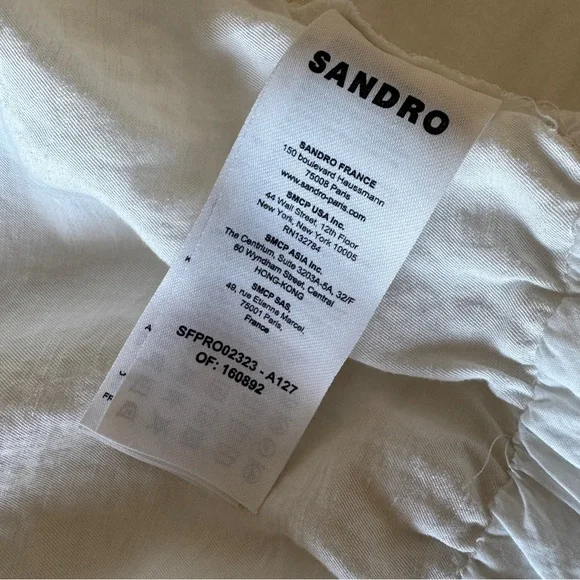 SANDRO
SANDRO FRANCE
150 boulevard Haussmann
75008 Paris
www.sandro-paris.com
SMCP USA Inc.
44 Wall Street, 12th Floor
New York, New York 10005
RN132784
SMCP ASIA Inc.
The Centrium, Suite 3203A-5A, 32/F
60 Wyndham Street, Central
HONG-KONG
SMCP SAS,
49, rue Etienne Marcel,
75001 Paris,
France
SFPRO02323 - A127
OF: 160892